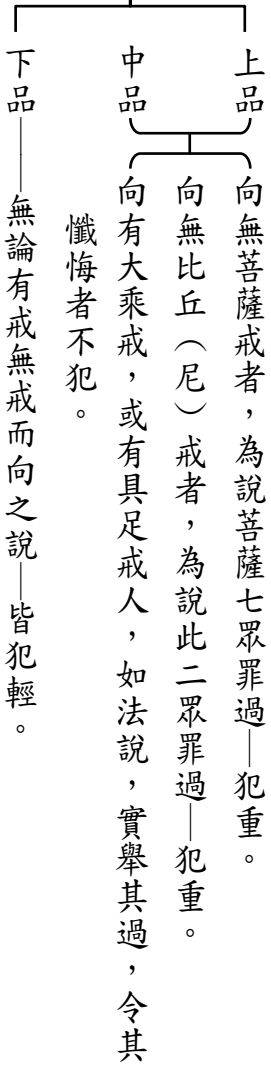 上品
中品
向無菩薩戒者，為說菩薩七眾罪過—犯重。
向無比丘（尼）戒者，為說此二眾罪過—犯重。
向有大乘戒，或有具足戒人，如法說，實舉其過，令其
懺悔者不犯。
下品——無論有戒無戒而向之說—皆犯輕。